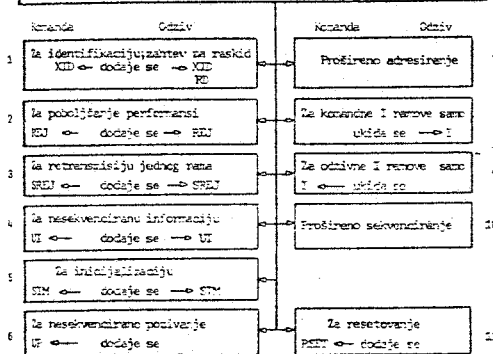 Komanda Odziv
Komanda Odziv
1
Za identifikaciju;zahtev za raskid
XID dodaje se XID
RD
Prošireno adresiranje
2
Za poboljšanje performansi
REJ dodaje se REJ
Za komandne I ramove samo
ukida se I
3
Za retransmisiju jednog rama
SREJ dodaje se SREJ
Za odzivne I ramove samo
I ukida se
4
Za nesekvenciranu informaciju
UI dodaje se UI
Prošireno sekvenciranje
5
Za inicijalizaciju
SIM dodaje se
6
Za nesekvencirano pozivanje
UP dodaje se
Za resetovanje
RSET dodaje se